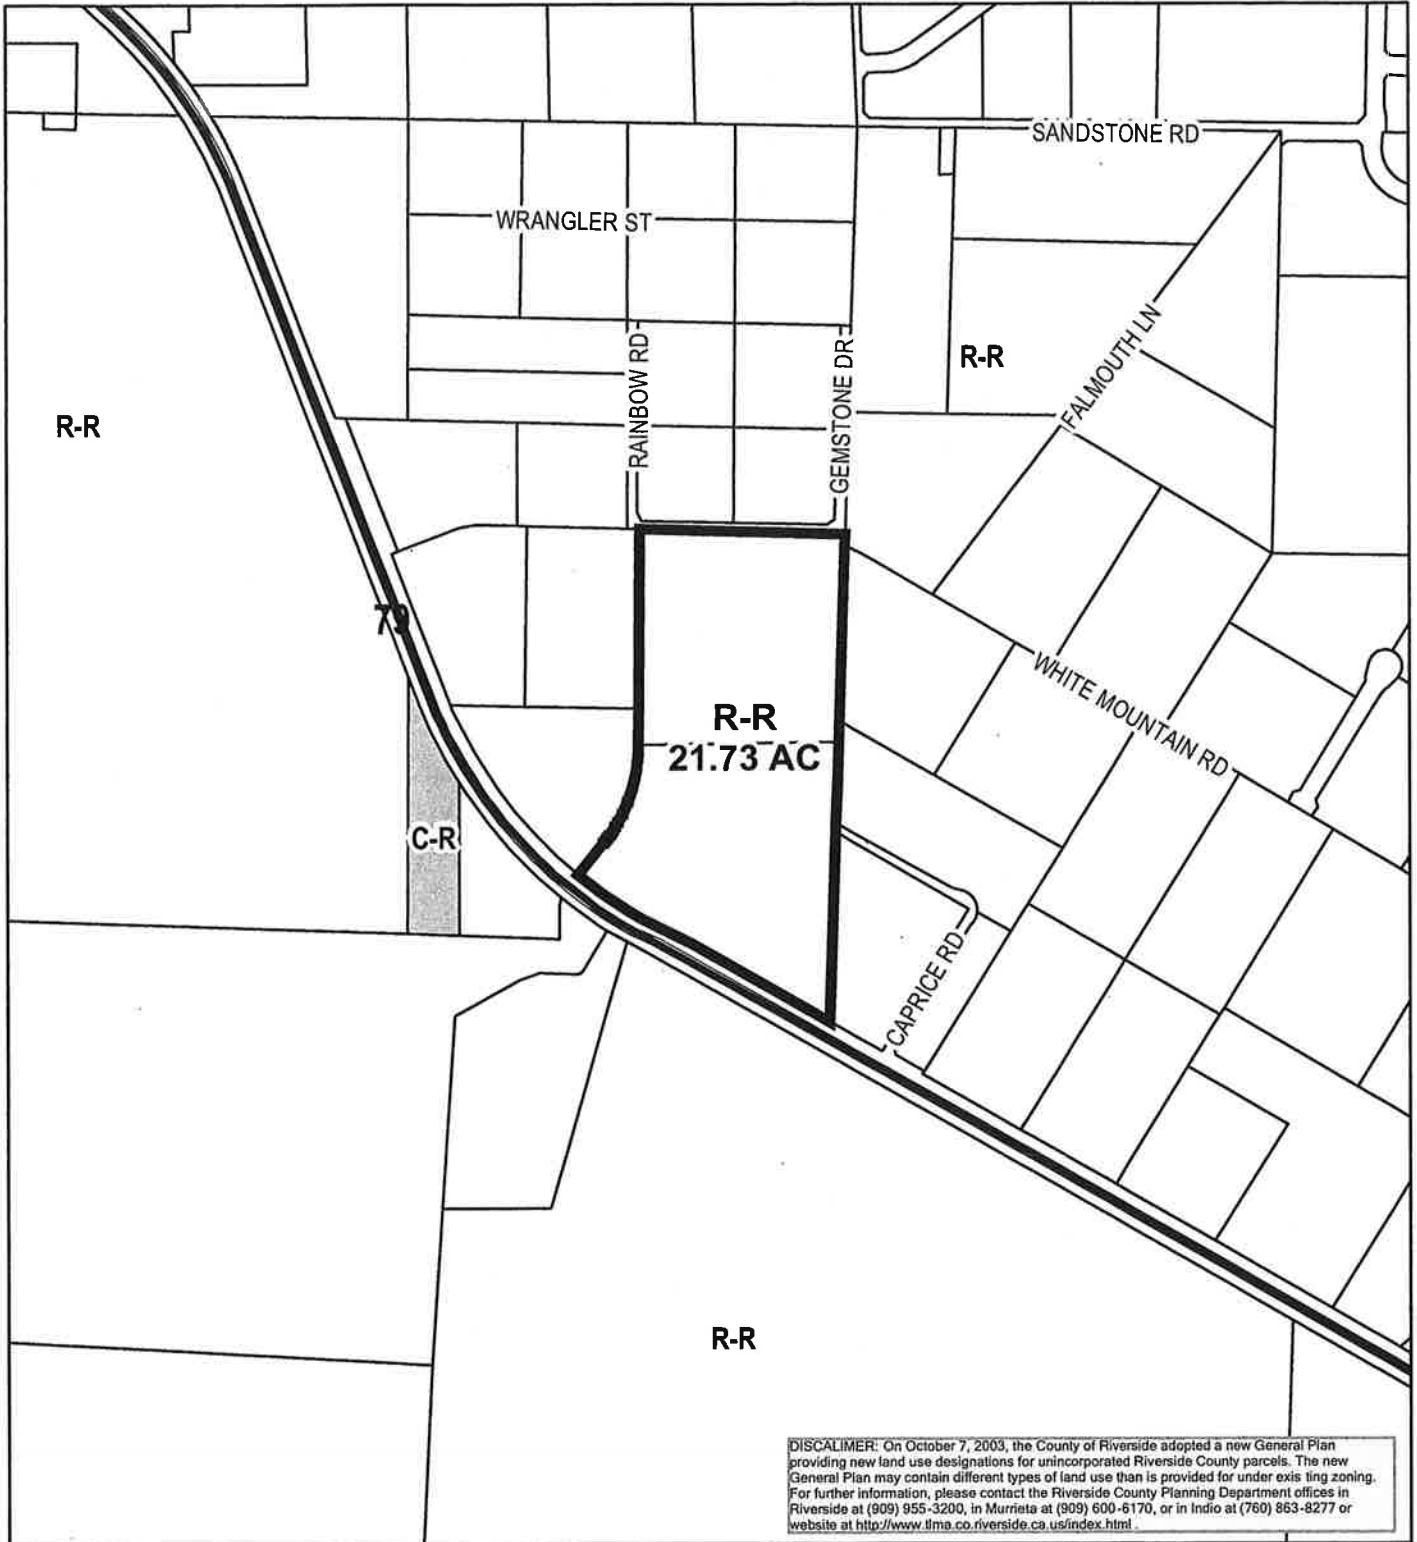 SANDSTONE RD
WRANGLER ST
RAINBOW RD
GEMSTONE DR
R-R
FALMOUTH LN
R-R
79
WHITE MOUNTAIN RD
R-R
21.73 AC
C-R
CAPRICE RD
R-R
DISCALIMER: On October 7, 2003, the County of Riverside adopted a new General Plan
providing new land use designations for unincorporated Riverside County parcels. The new
General Plan may contain different types of land use than is provided for under exis ting zoning.
For further information, please contact the Riverside County Planning Department offices in
Riverside at (909) 955-3200, in Murrieta at (909) 600-6170, or in Indio at (760) 863-8277 or
website at http://www.tlma.co.riverside.ca.us/index.html .